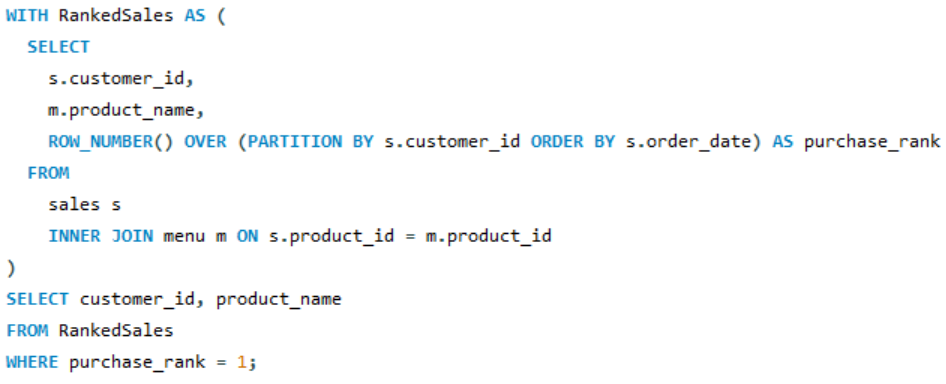 WITH RankedSales AS (
  SELECT
    s.customer_id,
    m.product_name,
    ROW_NUMBER() OVER (PARTITION BY s.customer_id ORDER BY s.order_date) AS purchase_rank
  FROM
    sales s
    INNER JOIN menu m ON s.product_id = m.product_id
)
SELECT customer_id, product_name
FROM RankedSales
WHERE purchase_rank = 1;